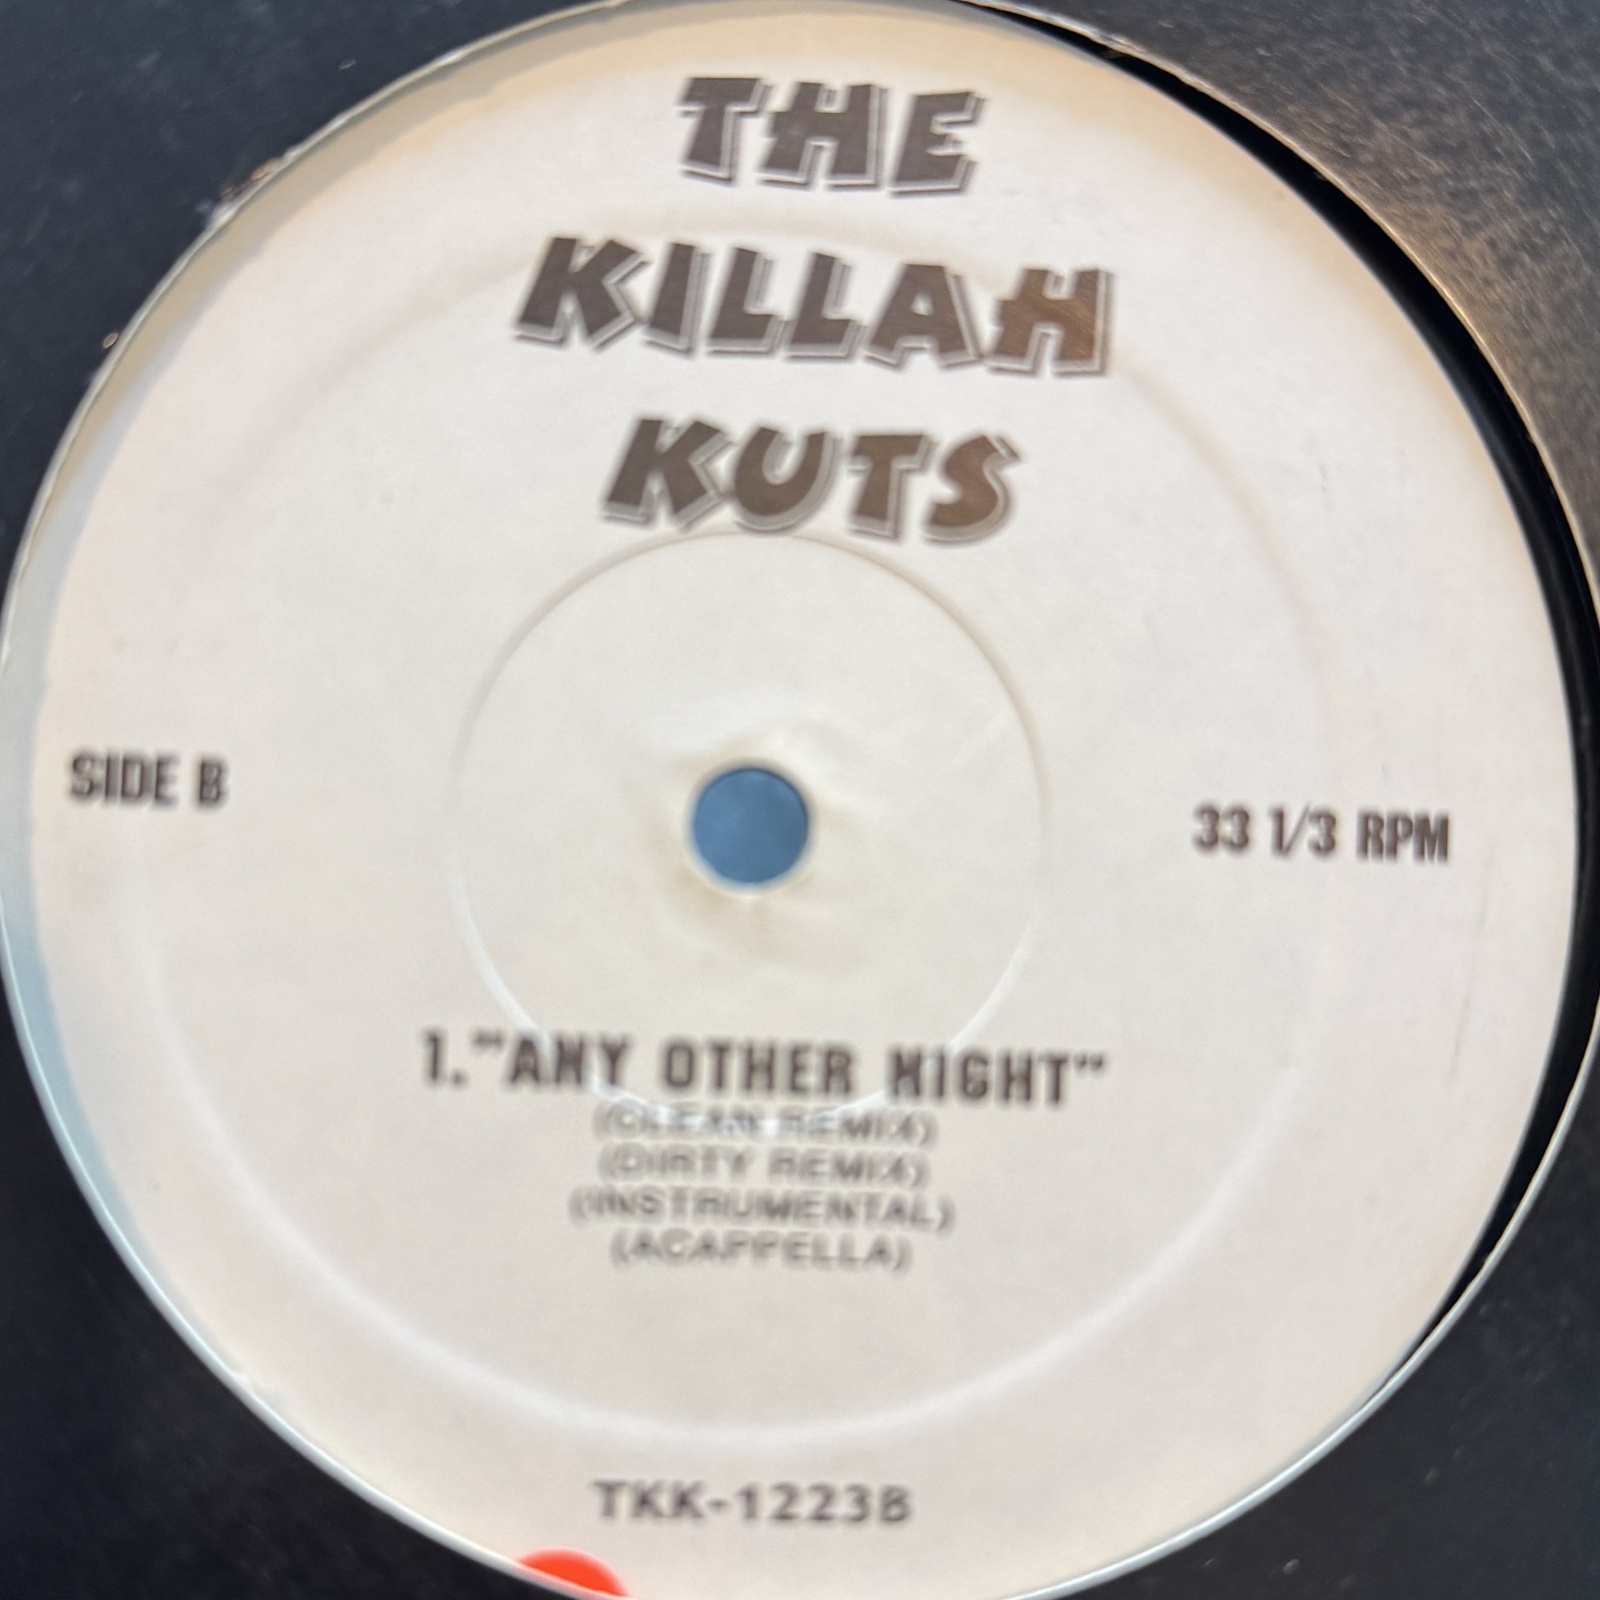 THE
KILLAH
KUTS
SIDE B
33 1/3 RPM
1."ANY OTHER NIGHT"
(CLEAN REMIX)
(DIRTY REMIX)
(INSTRUMENTAL)
(ACAPPELLA)
TKK-1223B